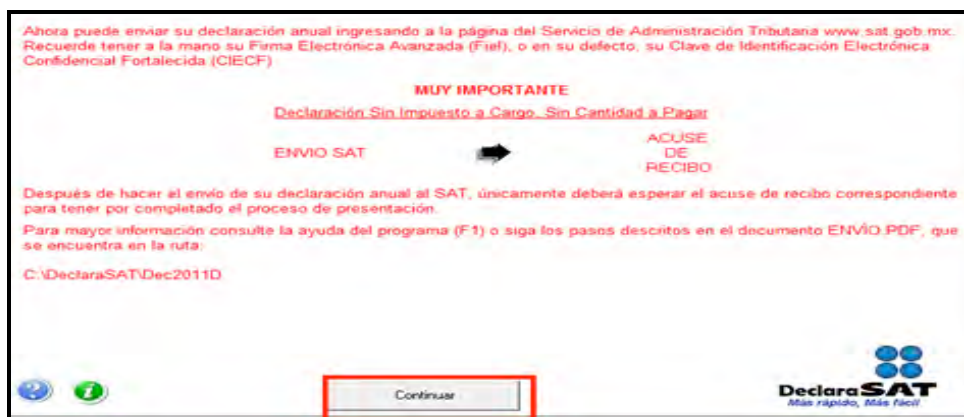 Ahora puede enviar su declaración anual ingresando a la página del Servicio de Administración Tributaria www.sat.gob.mx.
Recuerde tener a la mano su Firma Electrónica Avanzada (Fiel), o en su defecto, su Clave de Identificación Electrónica
Confidencial Fortalecida (CIECF)
MUY IMPORTANTE
Declaración Sin Impuesto a Cargo, Sin Cantidad a Pagar
ENVIO SAT
ACUSE
DE
RECIBO
Después de hacer el envío de su declaración anual al SAT, únicamente deberá esperar el acuse de recibo correspondiente
para tener por completado el proceso de presentación.
Para mayor información consulte la ayuda del programa (F1) o siga los pasos descritos en el documento ENVÍO.PDF, que
se encuentra en la ruta:
C:\DeclaraSAT\Dec2011D
Continuar
DeclaraSAT
Más rápido, Más fácil